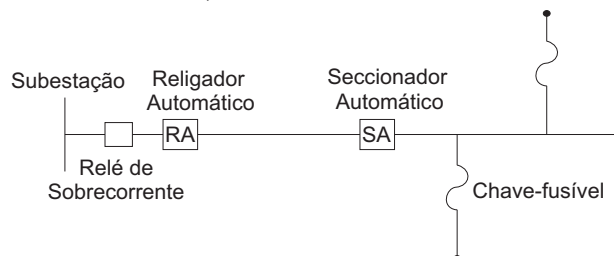 Subestação
Religador
Automático
Seccionador
Automático
RA
SA
Relé de
Sobrecorrente
Chave-fusível